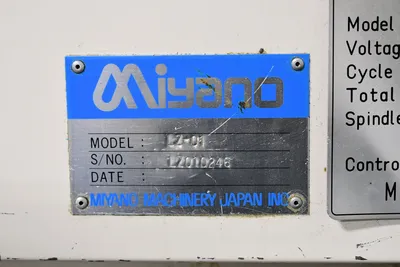 Miyano
MODEL : LZ-01
S/NO. : LZ01D246
DATE :
MIYANO MACHINERY JAPAN INC.
Model
Voltag
Cycle
Total
Spindle
Contro
M